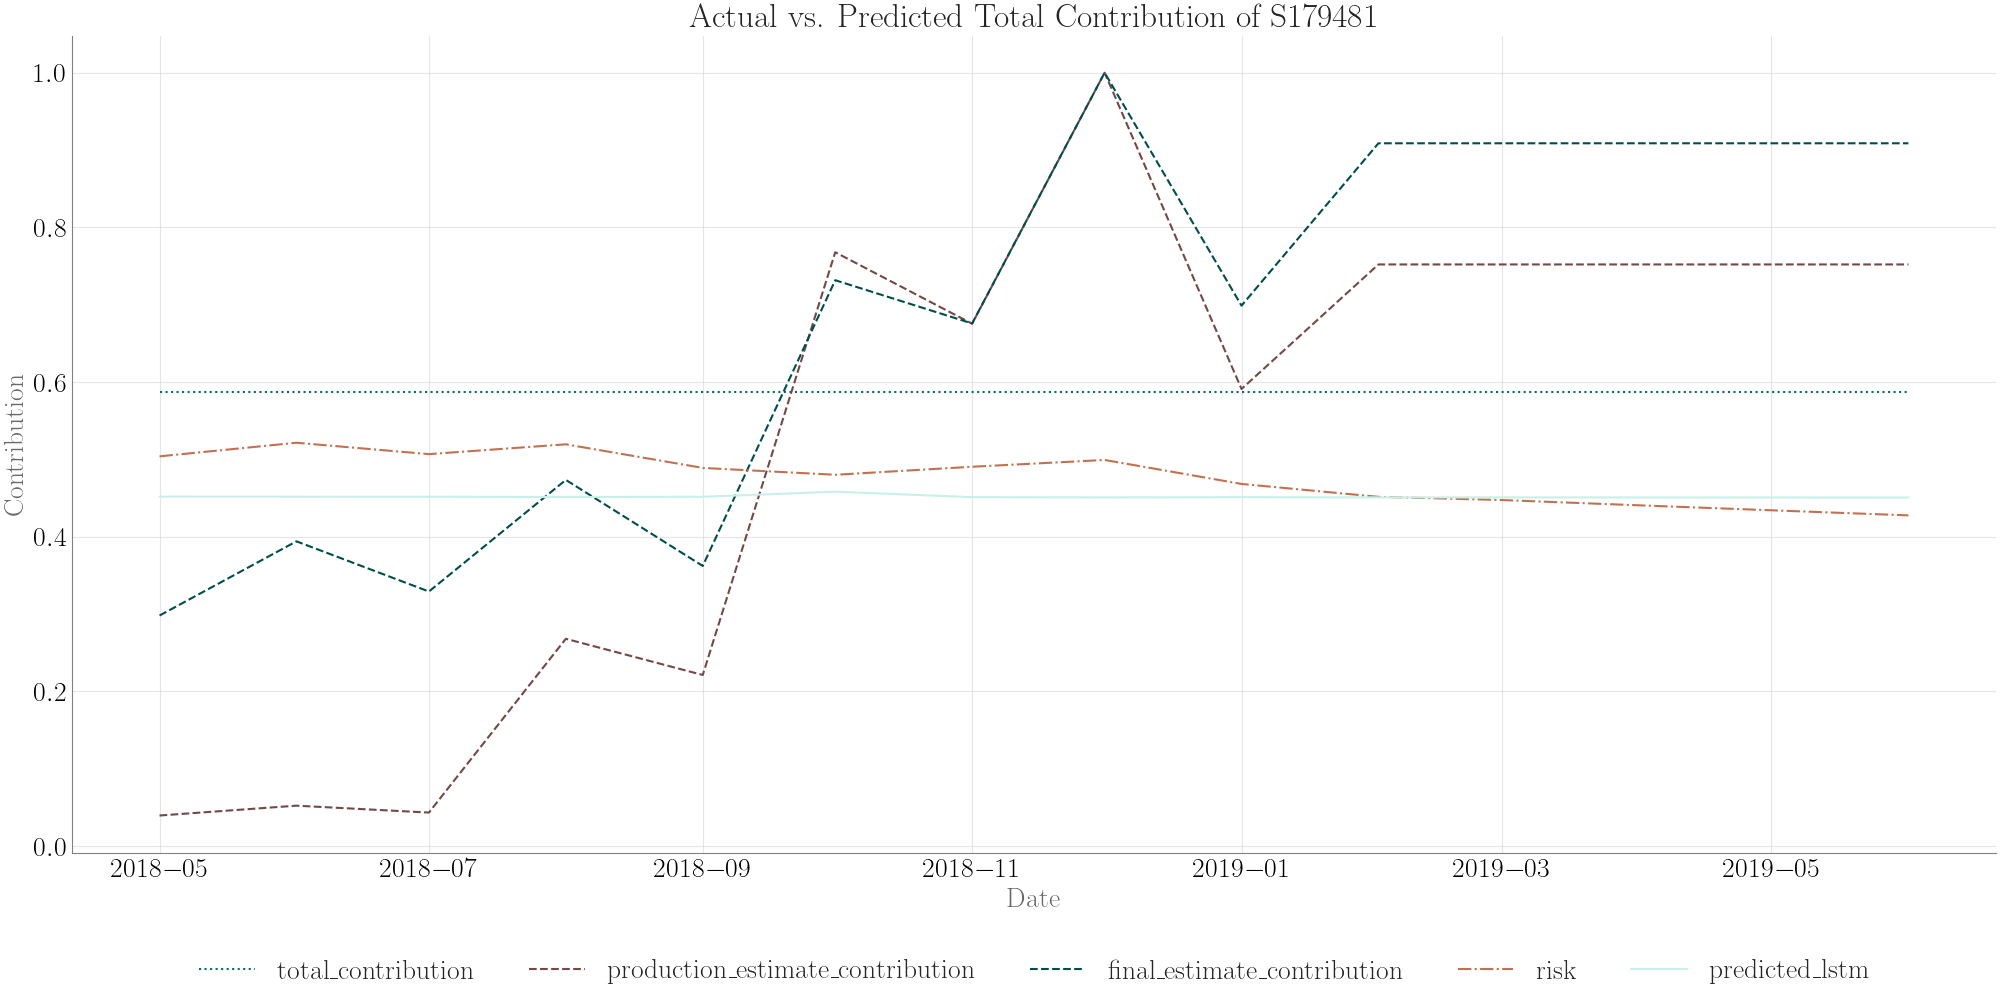 Actual vs. Predicted Total Contribution of S179481
1.0
0.8
0.6
0.4
0.2
0.0
Contribution
2018–05 2018–07 2018–09 2018–11 2019–01 2019–03 2019–05
Date
total_contribution production_estimate_contribution final_estimate_contribution risk predicted_lstm